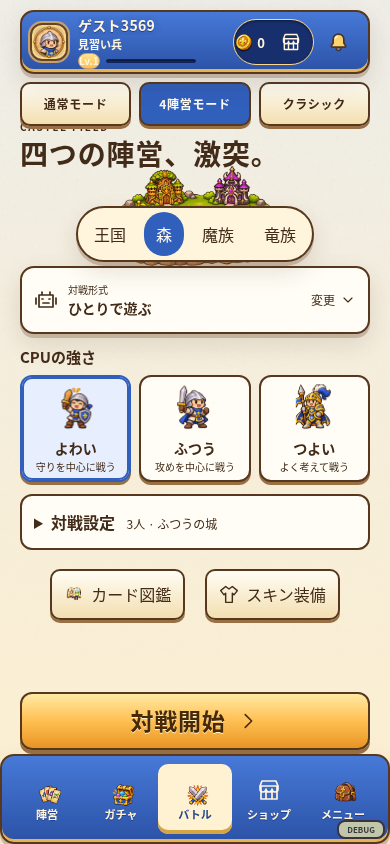 ゲスト3569
見習い兵
Lv.1
0
通常モード
4陣営モード
クラシック
CASTLE FIELD
四つの陣営、激突。
王国
森
魔族
竜族
対戦形式
ひとりで遊ぶ
変更
CPUの強さ
よわい
守りを中心に戦う
ふつう
攻めを中心に戦う
つよい
よく考えて戦う
対戦設定 3人 · ふつうの城
カード図鑑
スキン装備
対戦開始
陣営
ガチャ
バトル
ショップ
メニュー
DEBUG